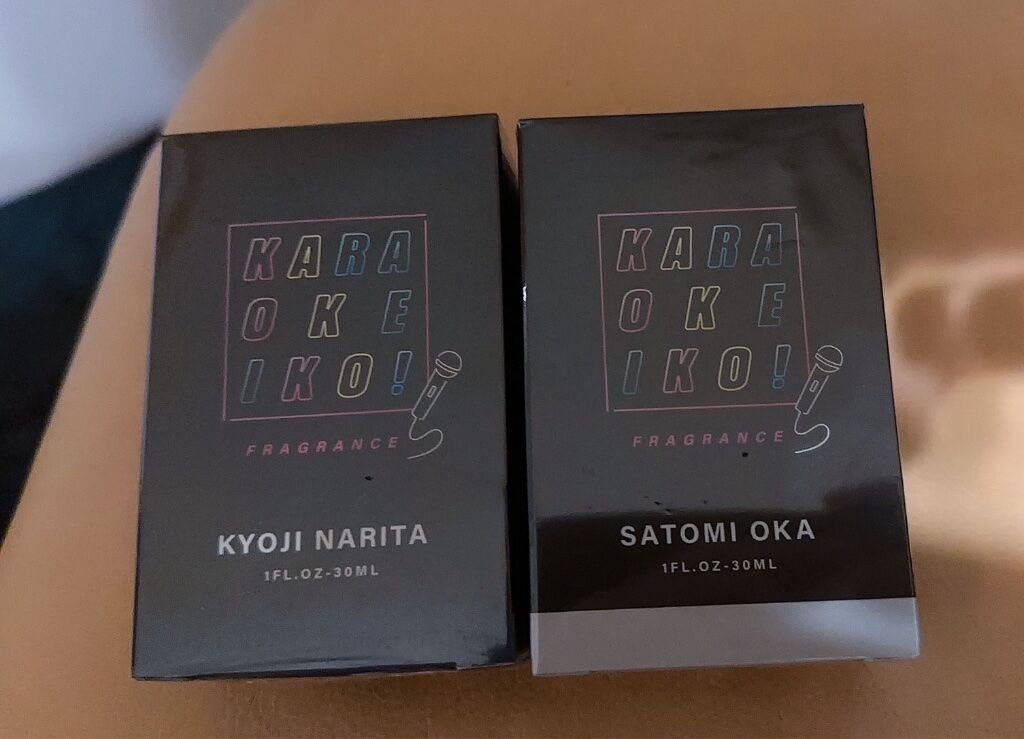 KARA
OKE
IKO!
FRAGRANCE
KYOJI NARITA
1FL.OZ-30ML
KARA
OKE
IKO!
FRAGRANCE
SATOMI OKA
1FL.OZ-30ML